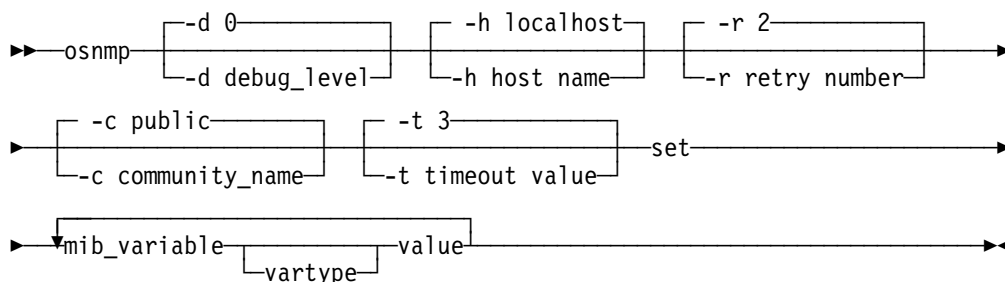 -d 0 -h localhost -r 2
osnmp
-d debug_level -h host name -r retry number
-c public -t 3
set
-c community_name -t timeout value
mib_variable value
vartype